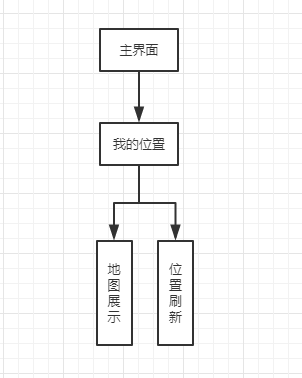 主界面
我的位置
地图展示
位置刷新